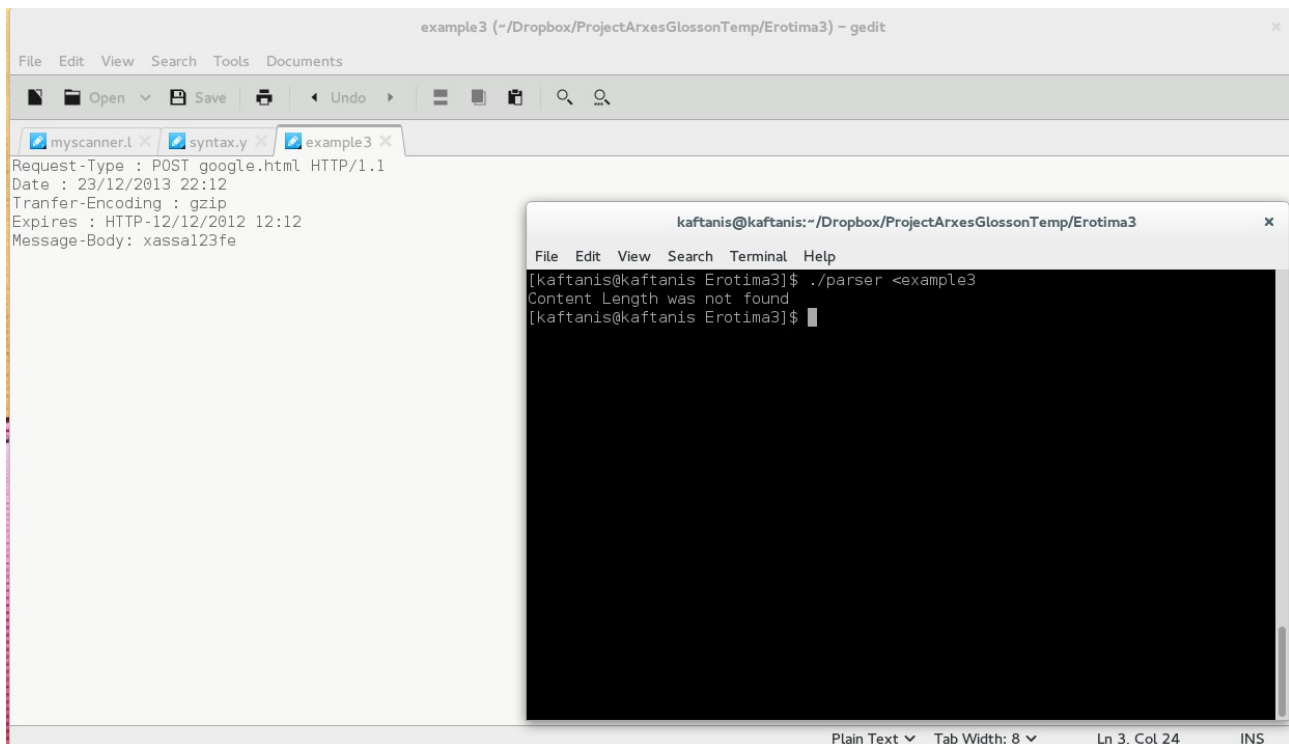 example3 (~/Dropbox/ProjectArxesGlossonTemp/Erotima3) – gedit
File Edit View Search Tools Documents
Open Save Undo
myscanner.l syntax.y example3
Request-Type : POST google.html HTTP/1.1
Date : 23/12/2013 22:12
Tranfer-Encoding : gzip
Expires : HTTP-12/12/2012 12:12
Message-Body: xassa123fe
kaftanis@kaftanis:~/Dropbox/ProjectArxesGlossonTemp/Erotima3
File Edit View Search Terminal Help
[kaftanis@kaftanis Erotima3]$ ./parser <example3
Content Length was not found
[kaftanis@kaftanis Erotima3]$
Plain Text Tab Width: 8 Ln 3, Col 24 INS